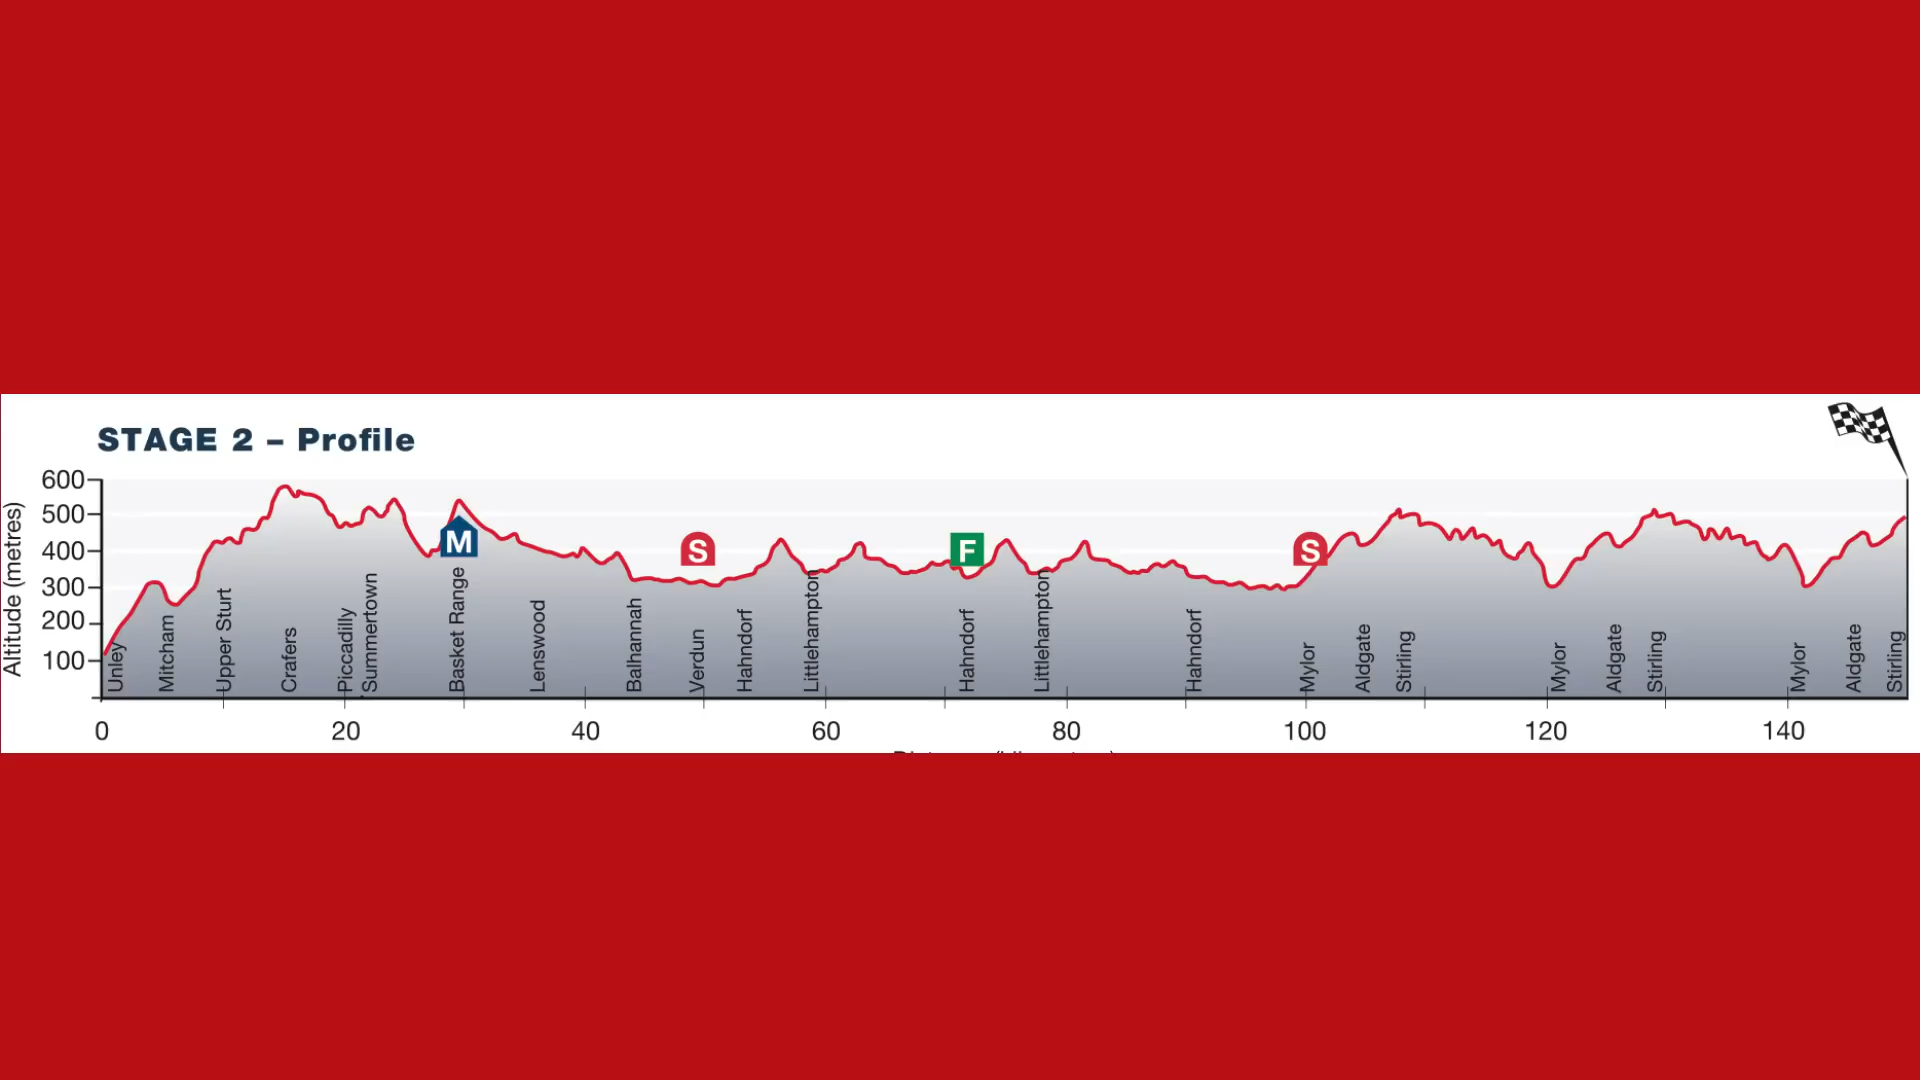 STAGE 2 – Profile
Altitude (metres)
600
500
400
300
200
100
M
S
F
S
Unley
Mitcham
Upper Sturt
Crafers
Piccadilly
Summertown
Basket Range
Lenswood
Balhannah
Verdun
Hahndorf
Littlehampton
Hahndorf
Littlehampton
Hahndorf
Mylor
Aldgate
Stirling
Mylor
Aldgate
Stirling
Mylor
Aldgate
Stirling
0 20 40 60 80 100 120 140